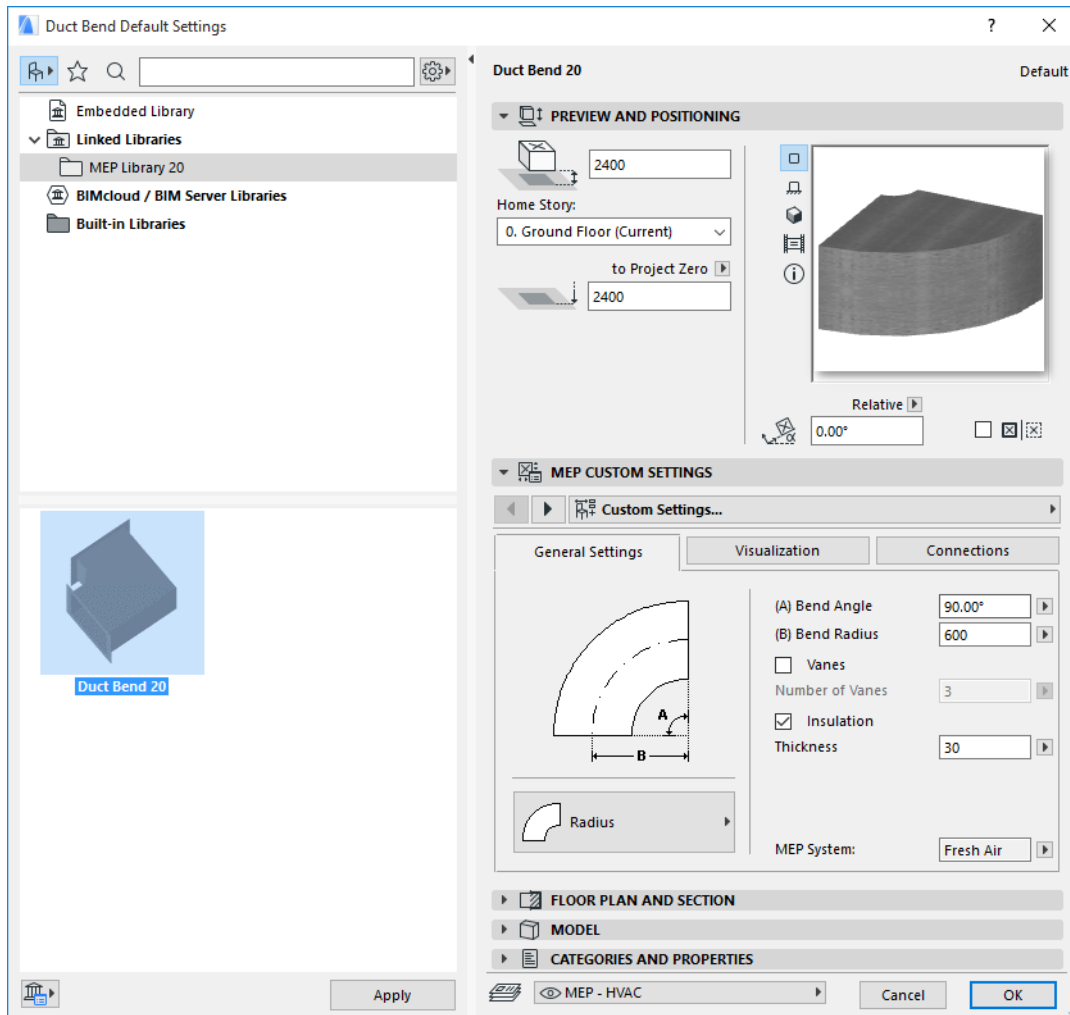 Duct Bend Default Settings
?
Embedded Library
Linked Libraries
MEP Library 20
BIMcloud / BIM Server Libraries
Built-in Libraries
Duct Bend 20
Apply
Duct Bend 20
Default
PREVIEW AND POSITIONING
2400
Home Story:
0. Ground Floor (Current)
to Project Zero
2400
Relative
α
0.00°
MEP CUSTOM SETTINGS
Custom Settings...
General Settings
Visualization
Connections
A
B
Radius
(A) Bend Angle
90.00°
(B) Bend Radius
600
Vanes
Number of Vanes
3
Insulation
Thickness
30
MEP System:
Fresh Air
FLOOR PLAN AND SECTION
MODEL
CATEGORIES AND PROPERTIES
MEP - HVAC
Cancel
OK